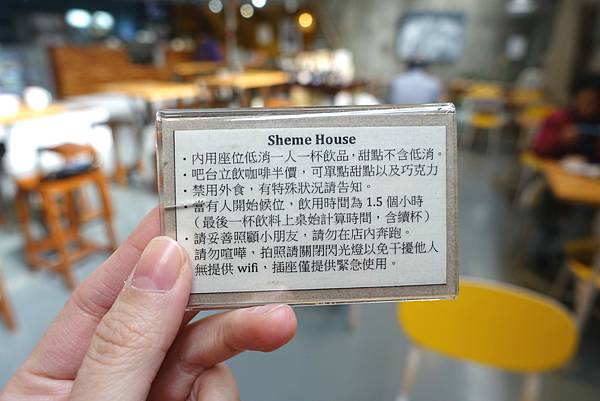 Sheme House
・內用座位低消一人一杯飲品，甜點不含低消。
・吧台立飲咖啡半價，可單點甜點以及巧克力
・禁用外食，有特殊狀況請告知。
・當有人開始候位，飲用時間為 1.5 個小時
（最後一杯飲料上桌始計算時間，含續杯）
・請妥善照顧小朋友，請勿在店內奔跑。
請勿喧嘩，拍照請關閉閃光燈以免干擾他人
無提供 wifi，插座僅提供緊急使用。